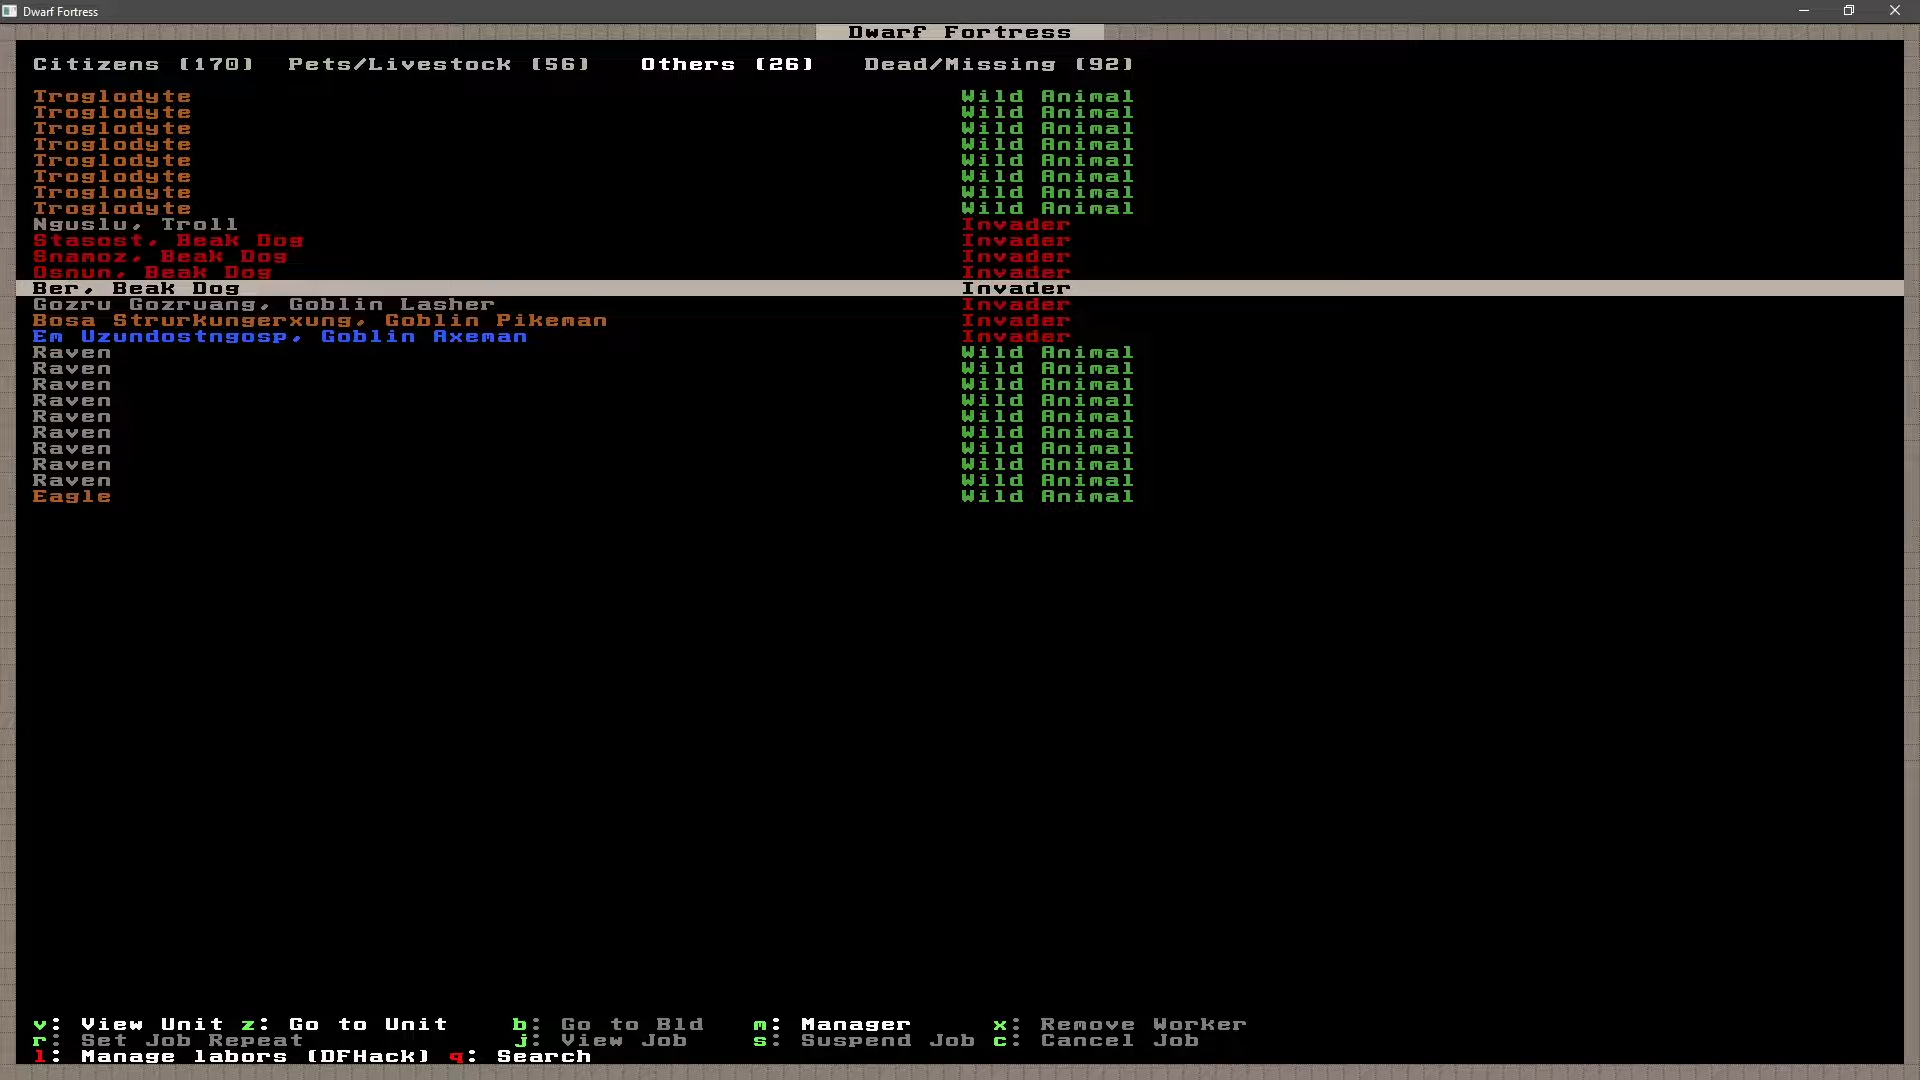 Dwarf Fortress
Dwarf Fortress
Citizens (170) Pets/Livestock (56) Others (26) Dead/Missing (92)
Troglodyte Wild Animal
Troglodyte Wild Animal
Troglodyte Wild Animal
Troglodyte Wild Animal
Troglodyte Wild Animal
Troglodyte Wild Animal
Troglodyte Wild Animal
Troglodyte Wild Animal
Nguslu, Troll Invader
Stasost, Beak Dog Invader
Snamoz, Beak Dog Invader
Osnun, Beak Dog Invader
Ber, Beak Dog Invader
Gozru Gozruang, Goblin Lasher Invader
Bosa Strurkungerxung, Goblin Pikeman Invader
Em Uzundostngosp, Goblin Axeman Invader
Raven Wild Animal
Raven Wild Animal
Raven Wild Animal
Raven Wild Animal
Raven Wild Animal
Raven Wild Animal
Raven Wild Animal
Raven Wild Animal
Raven Wild Animal
Eagle Wild Animal
v: View Unit z: Go to Unit b: Go to Bld m: Manager x: Remove Worker
r: Set Job Repeat j: View Job s: Suspend Job c: Cancel Job
l: Manage labors (DFHack) q: Search